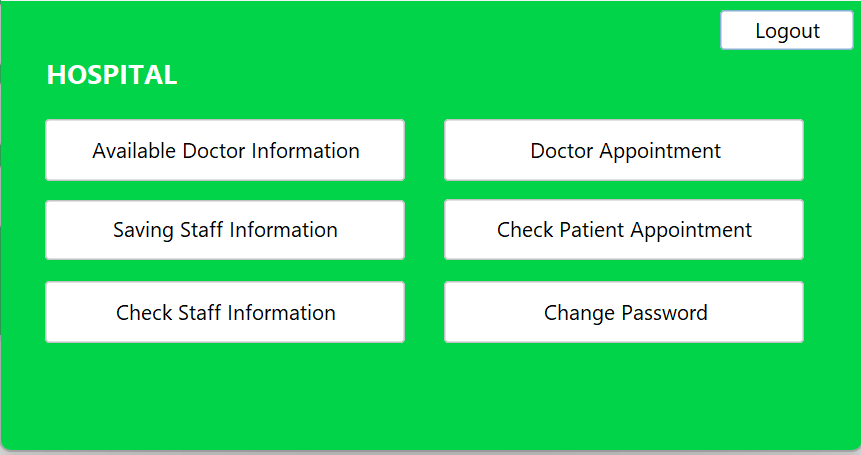 Logout
HOSPITAL
Available Doctor Information
Doctor Appointment
Saving Staff Information
Check Patient Appointment
Check Staff Information
Change Password